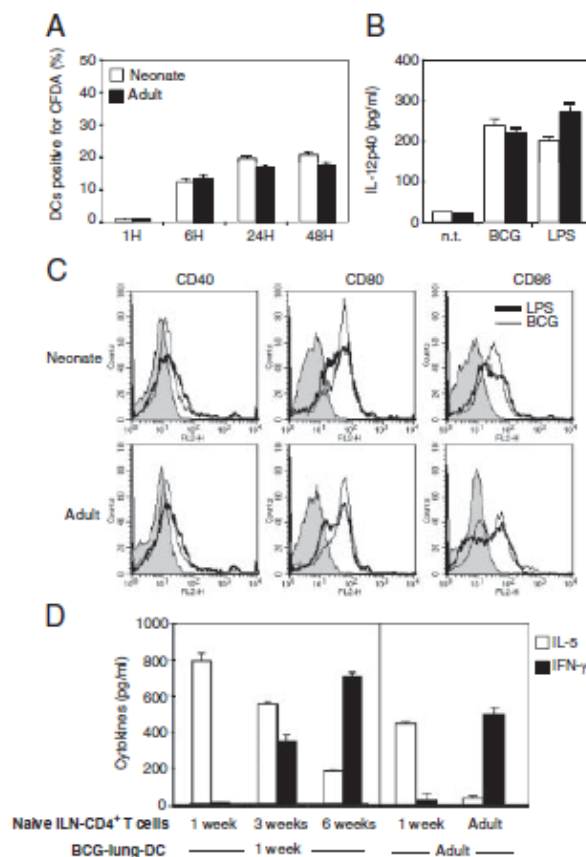 A
DCs positive for CFDA (%)
50
40
30
20
10
0
Neonate
Adult
1H 6H 24H 48H
B
IL-12p40 (pg/ml)
400
300
200
100
0
n.t. BCG LPS
C
CD40 CD80 CD86
Neonate
LPS
BCG
Adult
Counts
FL2-H
D
Cytokines (pg/ml)
1000
800
600
400
200
0
IL-5
IFN-γ
Naive ILN-CD4+ T cells 1 week 3 weeks 6 weeks 1 week Adult
BCG-lung-DC 1 week Adult